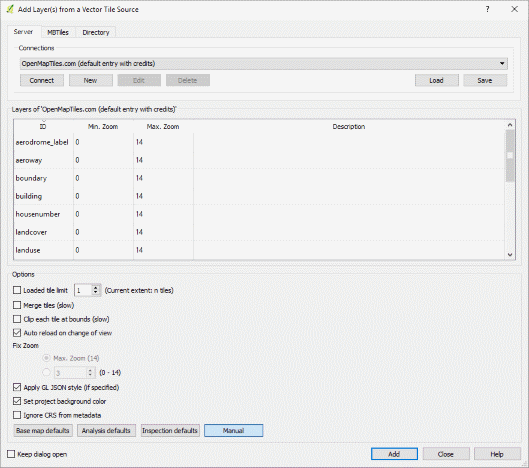 Add Layer(s) from a Vector Tile Source
?
Server
MBTiles
Directory
Connections
OpenMapTiles.com (default entry with credits)
Connect
New
Edit
Delete
Load
Save
Layers of 'OpenMapTiles.com (default entry with credits)'
ID Min. Zoom Max. Zoom Description
aerodrome_label 0 14
aeroway 0 14
boundary 0 14
building 0 14
housenumber 0 14
landcover 0 14
landuse 0 14
Options
Loaded tile limit 1 (Current extent: n tiles)
Merge tiles (slow)
Clip each tile at bounds (slow)
Auto reload on change of view
Fix Zoom
Max. Zoom (14)
3 (0 - 14)
Apply GL JSON style (if specified)
Set project background color
Ignore CRS from metadata
Base map defaults
Analysis defaults
Inspection defaults
Manual
Keep dialog open
Add
Close
Help